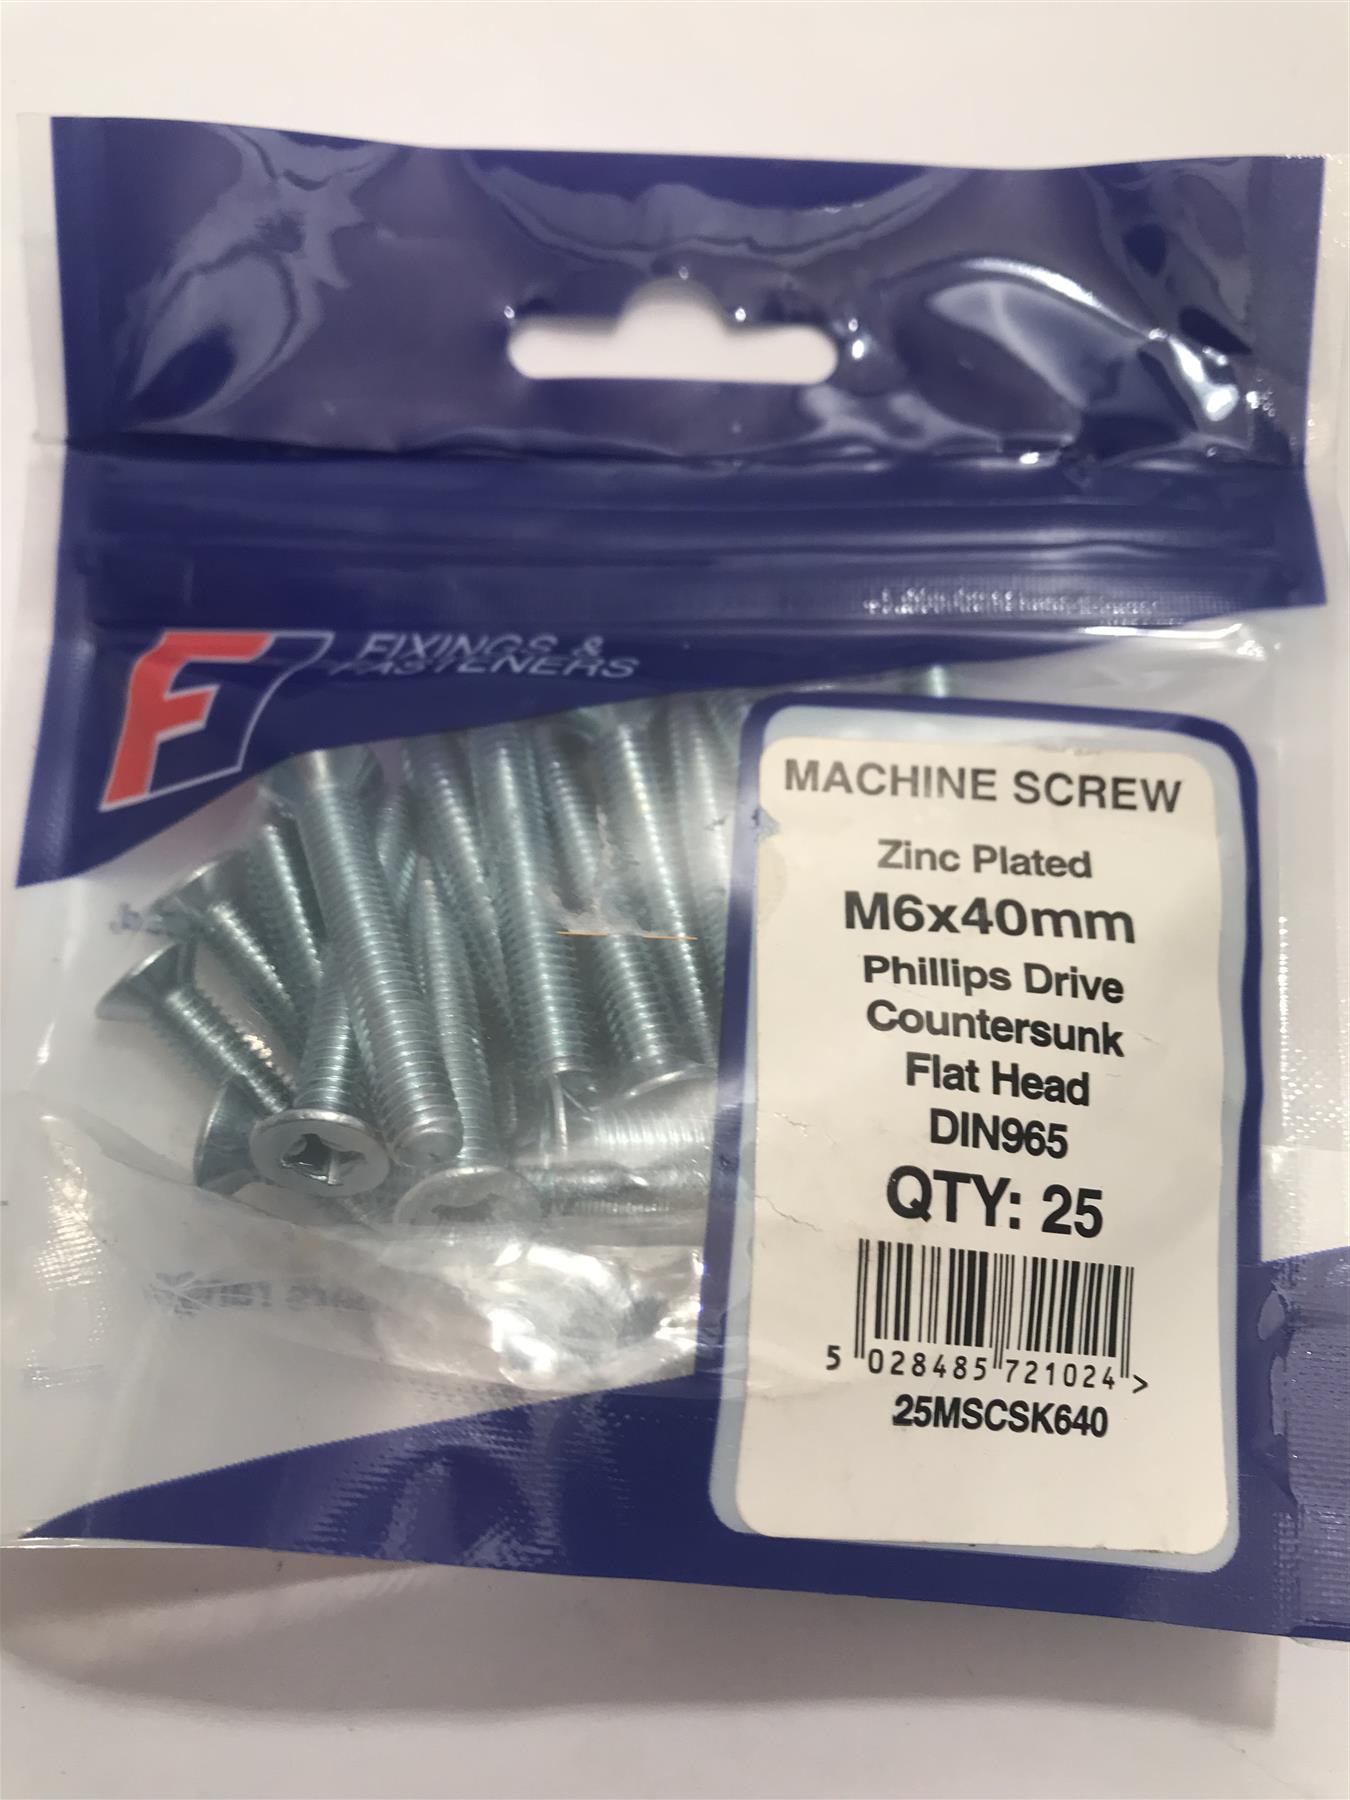 FIXINGS &
FASTENERS
MACHINE SCREW
Zinc Plated
M6x40mm
Phillips Drive
Countersunk
Flat Head
DIN965
QTY: 25
5 028485 721024 >
25MSCSK640